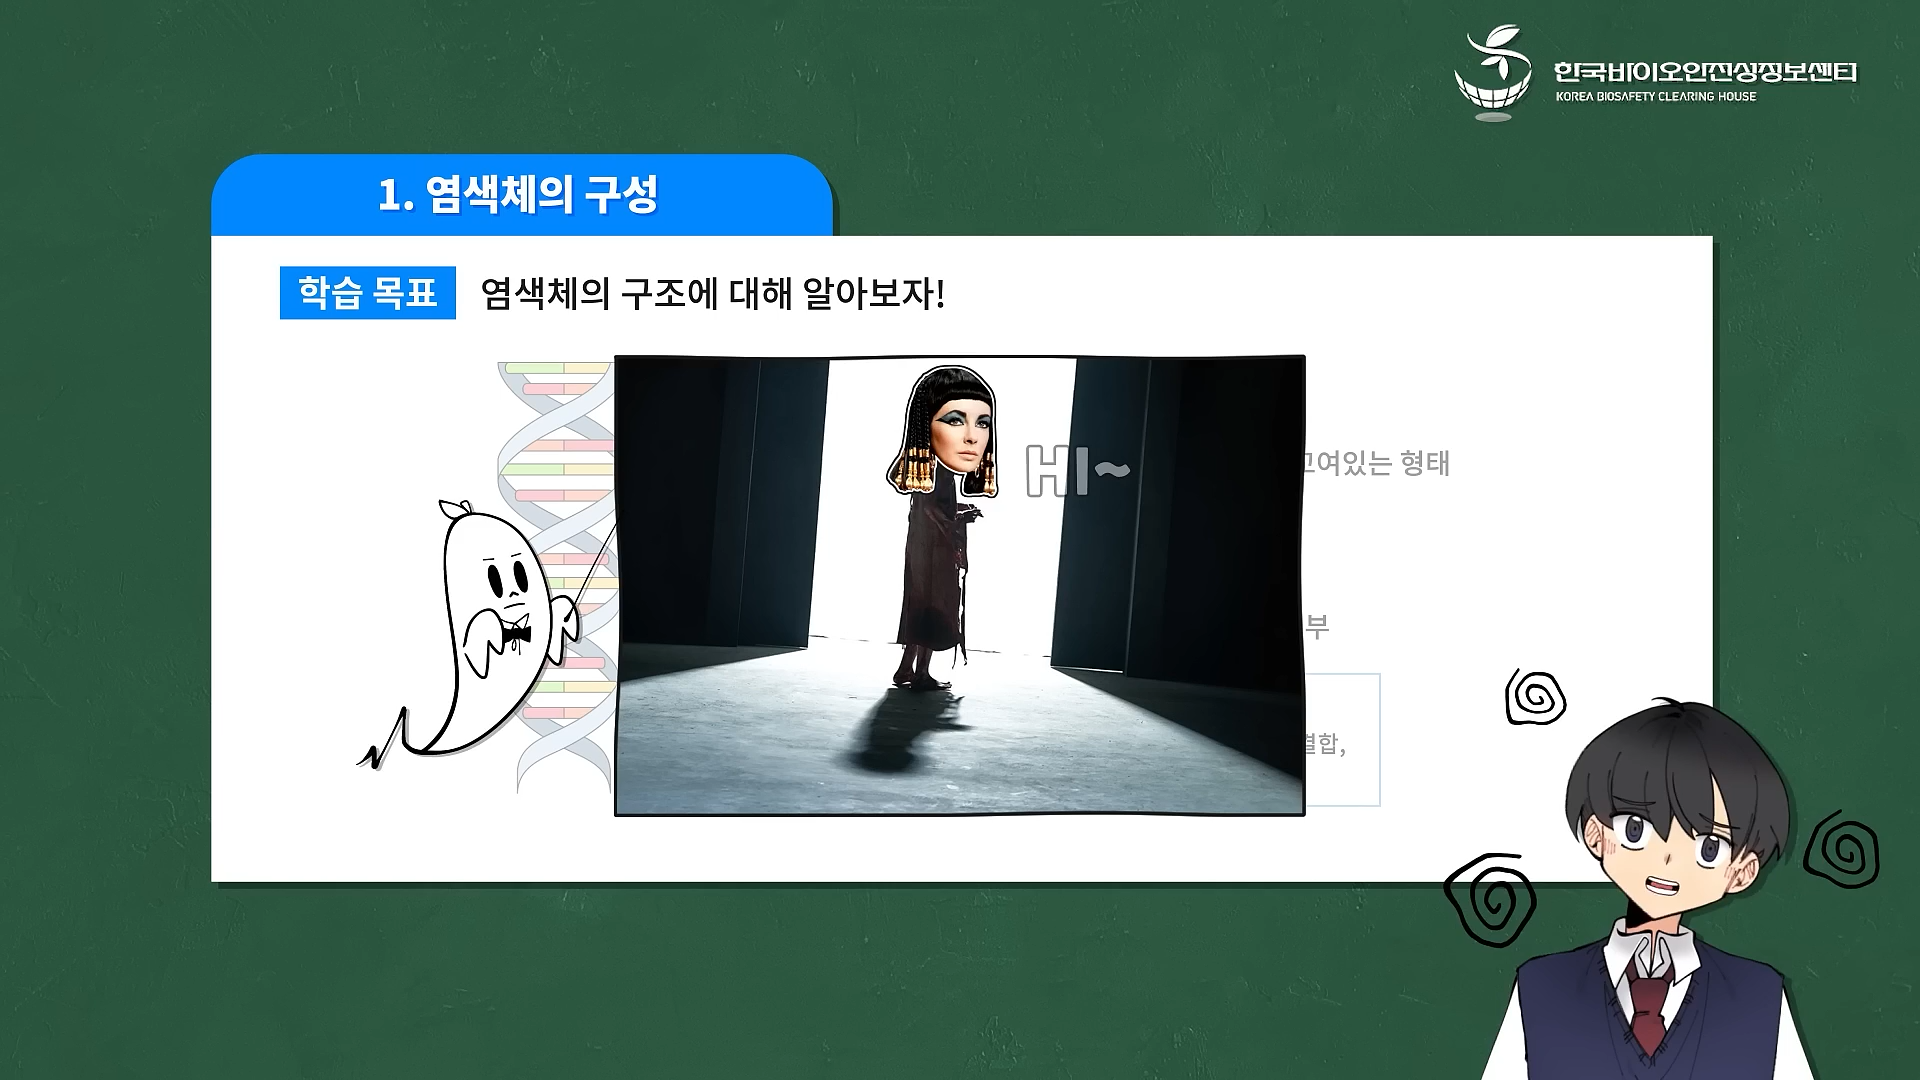 한국바이오안전성정보센터
KOREA BIOSAFETY CLEARING HOUSE
1. 염색체의 구성
학습 목표 염색체의 구조에 대해 알아보자!
HI~
여있는 형태
부
결합,